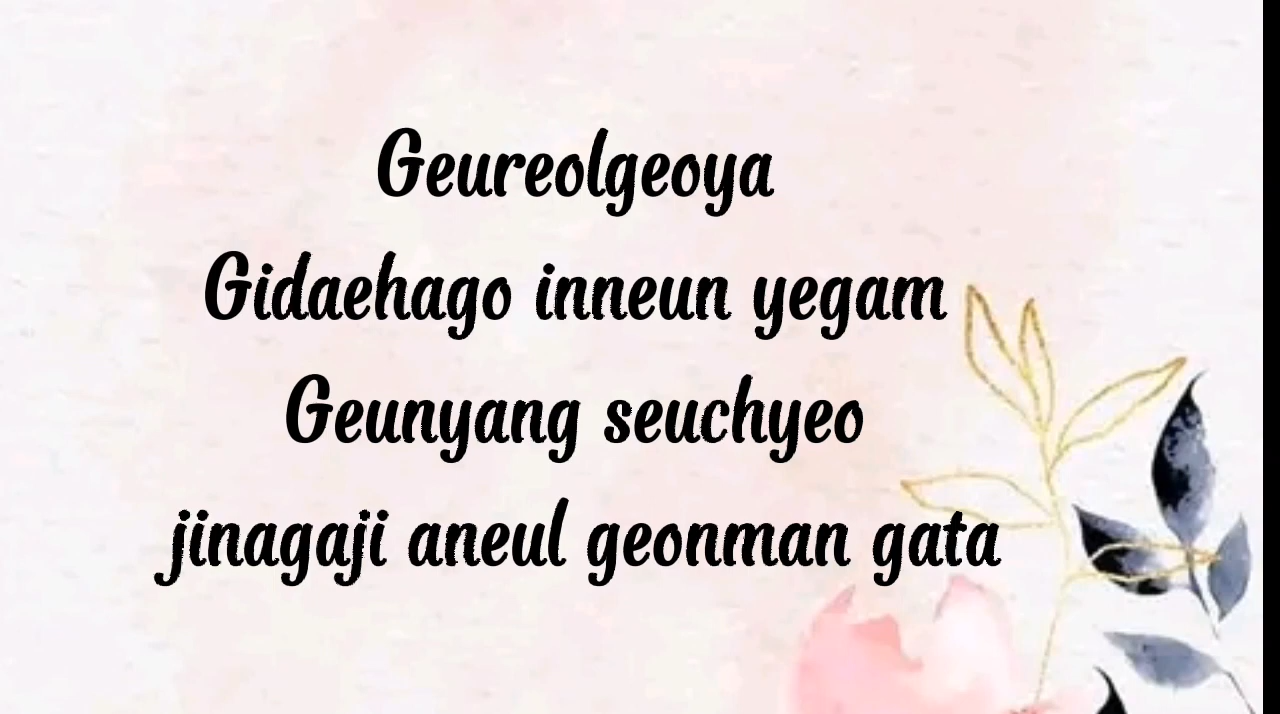 Geureolgeoya
Gidaehago inneun yegam
Geunyang seuchyeo
jinagaji aneul geonman gata